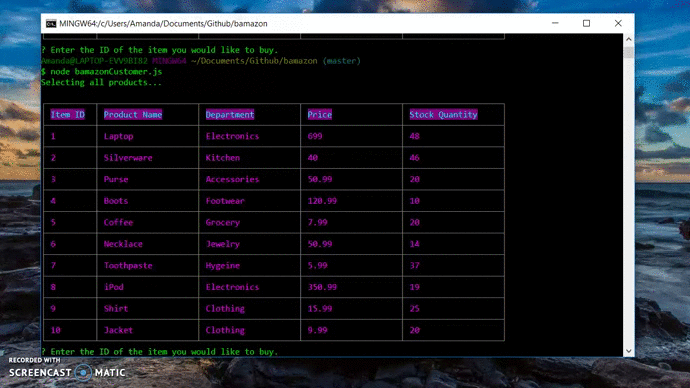 MINGW64:/c/Users/Amanda/Documents/Github/bamazon
? Enter the ID of the item you would like to buy.
Amanda@LAPTOP-EVV9BI82 MINGW64 ~/Documents/Github/bamazon (master)
$ node bamazonCustomer.js
Selecting all products...
Item ID Product Name Department Price Stock Quantity
1 Laptop Electronics 699 48
2 Silverware Kitchen 40 46
3 Purse Accessories 50.99 20
4 Boots Footwear 120.99 10
5 Coffee Grocery 7.99 20
6 Necklace Jewelry 50.99 14
7 Toothpaste Hygeine 5.99 37
8 iPod Electronics 350.99 19
9 Shirt Clothing 15.99 25
10 Jacket Clothing 9.99 20
? Enter the ID of the item you would like to buy.
RECORDED WITH
SCREENCAST MATIC